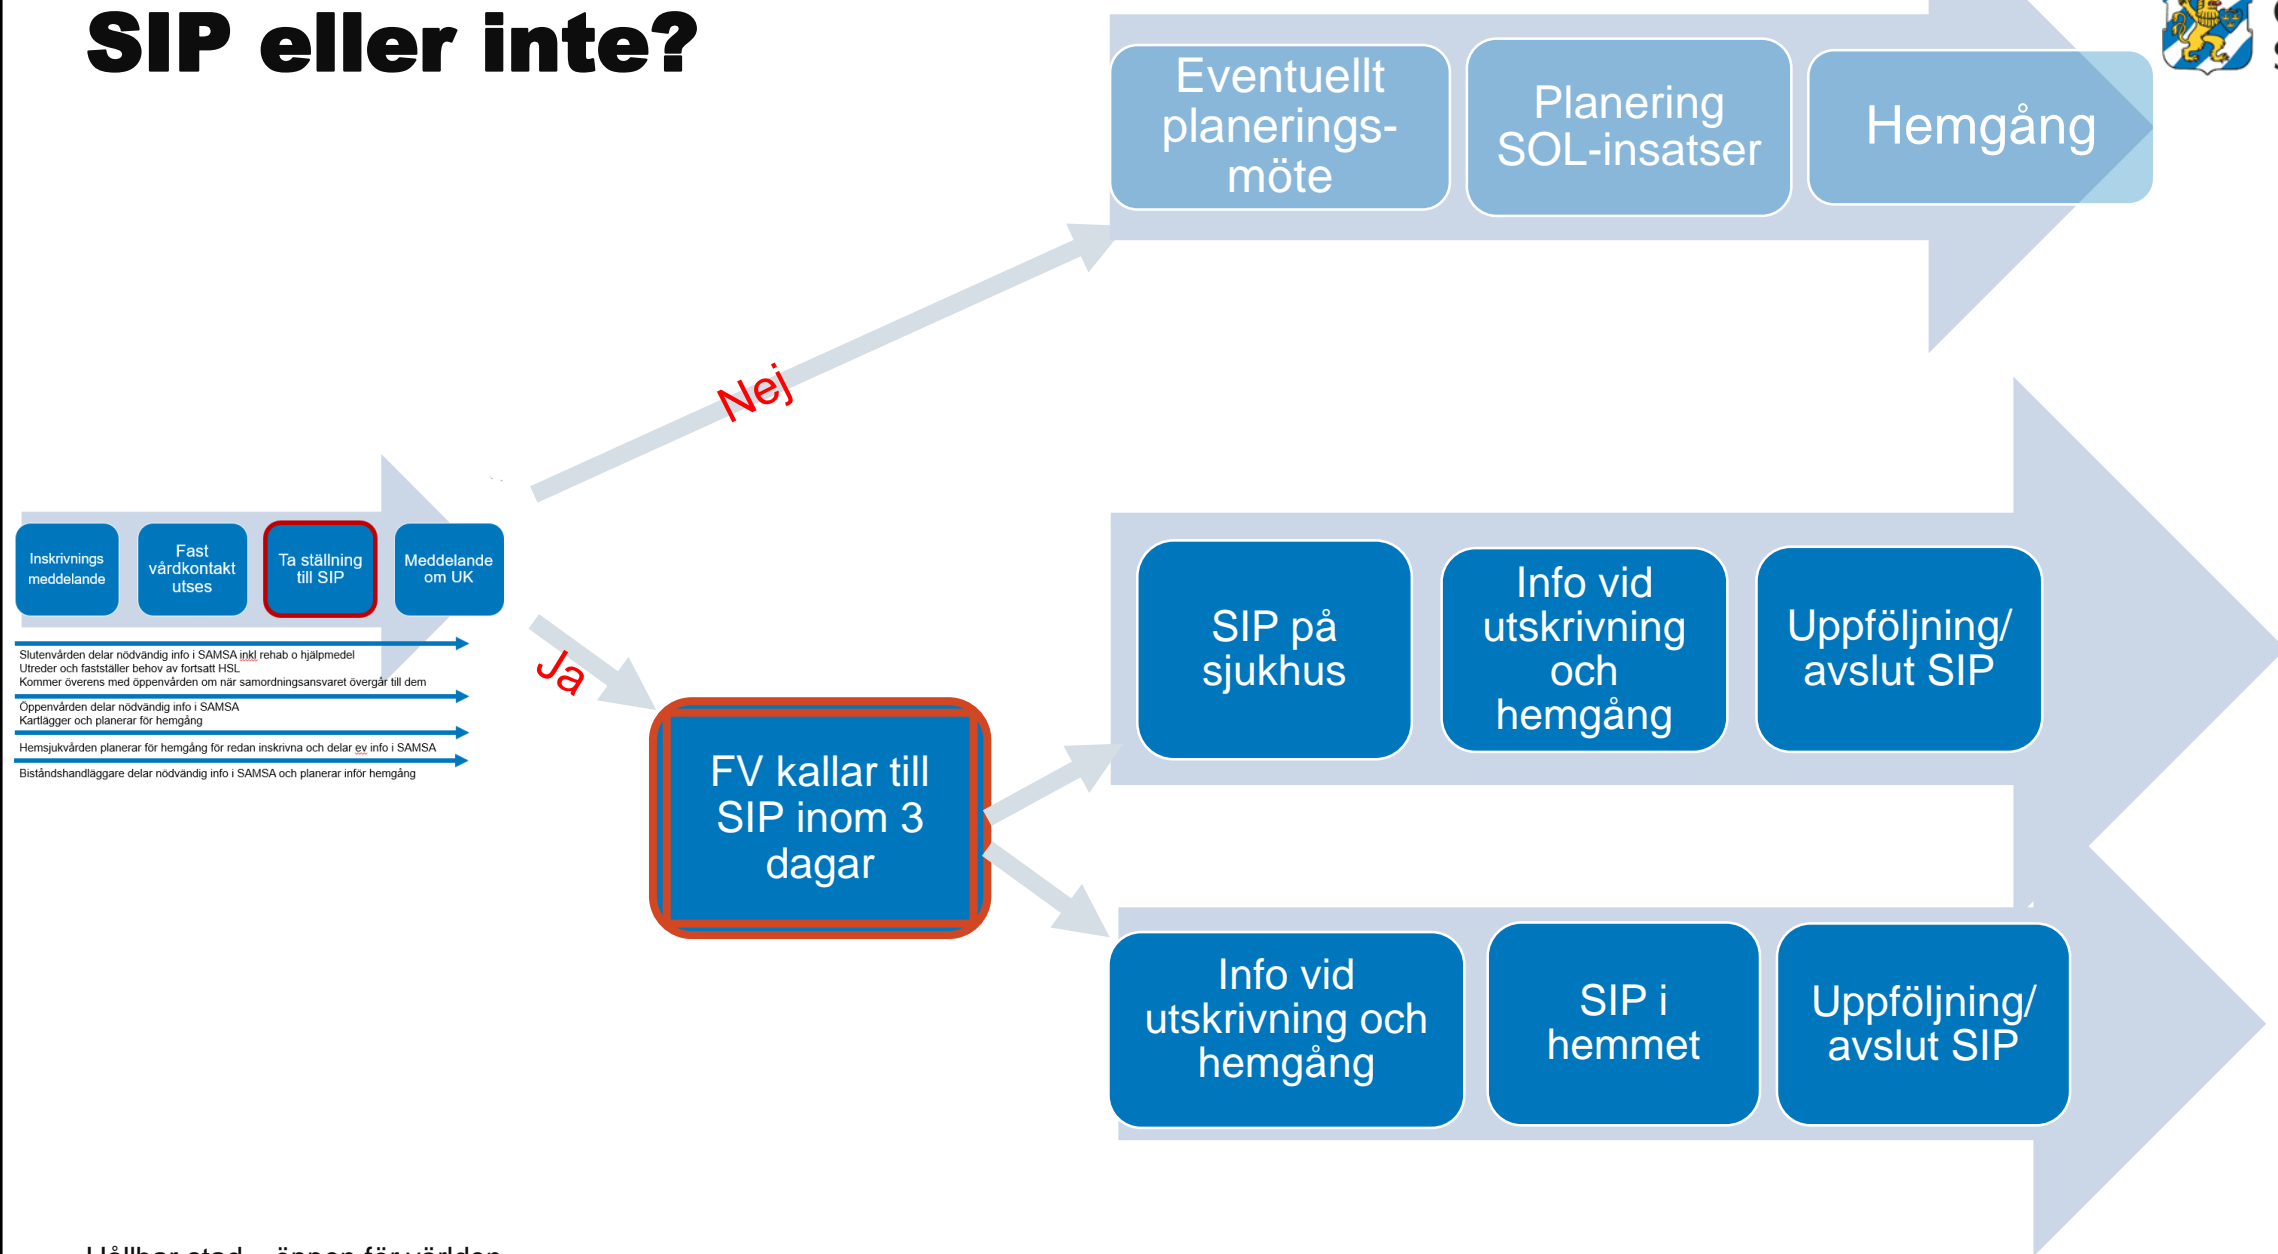 SIP eller inte?
Eventuellt
planerings-
möte
Planering
SOL-insatser
Hemgång
Nej
Inskrivnings
meddelande
Fast
vårdkontakt
utses
Ta ställning
till SIP
Meddelande
om UK
Slutenvården delar nödvändig info i SAMSA inkl rehab o hjälpmedel
Utreder och fastställer behov av fortsatt HSL
Kommer överens med öppenvården om när samordningsansvaret övergår till dem
Öppenvården delar nödvändig info i SAMSA
Kartlägger och planerar för hemgång
Hemsjukvården planerar för hemgång för redan inskrivna och delar ev info i SAMSA
Biståndshandläggare delar nödvändig info i SAMSA och planerar inför hemgång
Ja
FV kallar till
SIP inom 3
dagar
SIP på
sjukhus
Info vid
utskrivning
och
hemgång
Uppföljning/
avslut SIP
Info vid
utskrivning och
hemgång
SIP i
hemmet
Uppföljning/
avslut SIP
Hållbar stad – öppen för världen